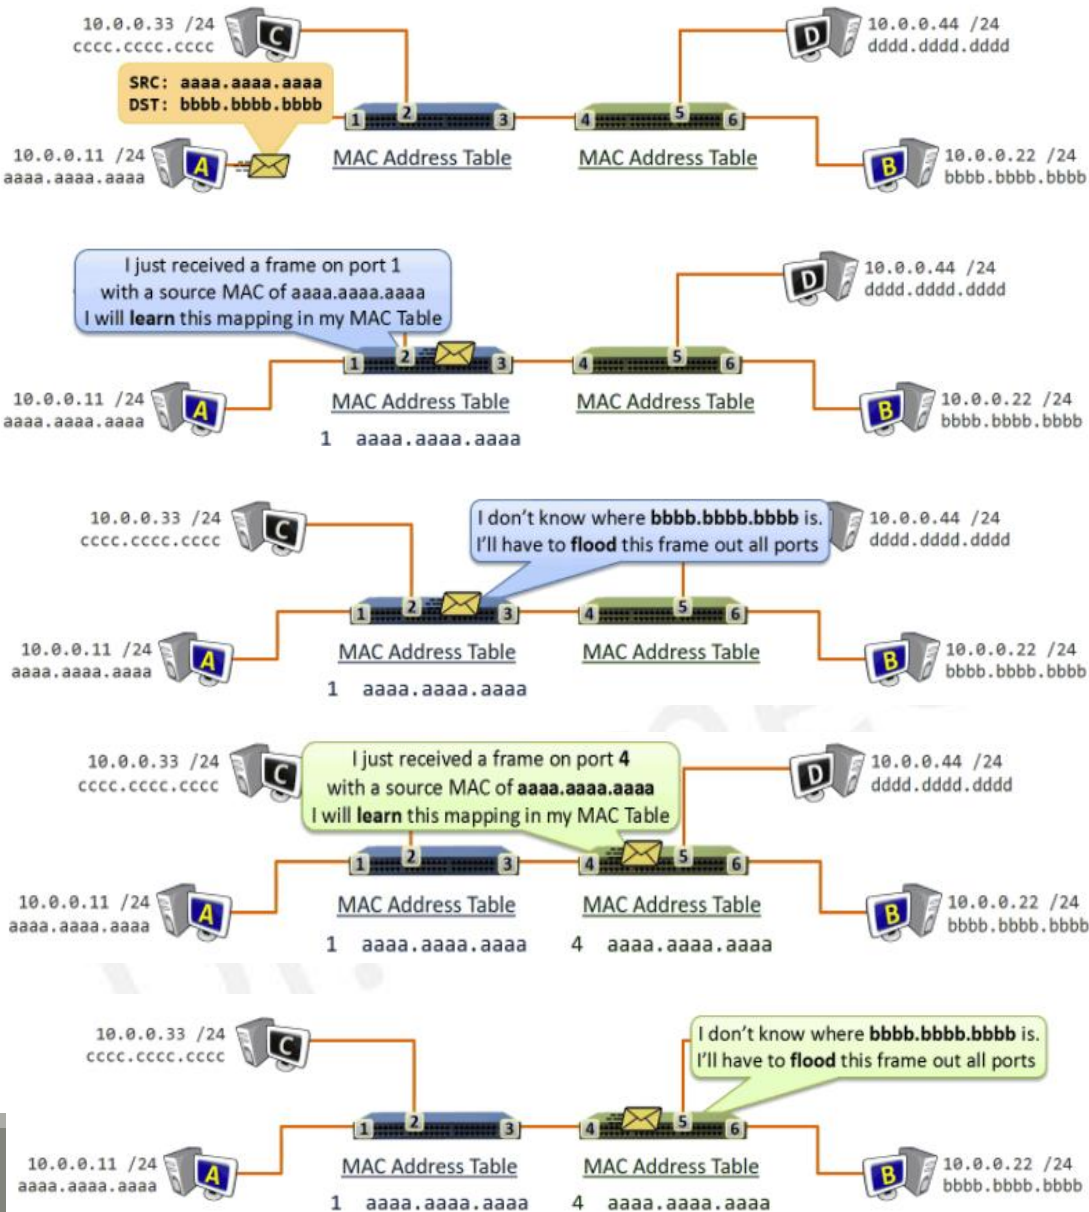 10.0.0.33 /24
cccc.cccc.cccc
C
D
10.0.0.44 /24
dddd.dddd.dddd
SRC: aaaa.aaaa.aaaa
DST: bbbb.bbbb.bbbb
1 2 3
4 5 6
10.0.0.11 /24
aaaa.aaaa.aaaa
A
MAC Address Table
MAC Address Table
B
10.0.0.22 /24
bbbb.bbbb.bbbb
I just received a frame on port 1
with a source MAC of aaaa.aaaa.aaaa
I will learn this mapping in my MAC Table
D
10.0.0.44 /24
dddd.dddd.dddd
1 2 3
4 5 6
10.0.0.11 /24
aaaa.aaaa.aaaa
A
MAC Address Table
1 aaaa.aaaa.aaaa
MAC Address Table
B
10.0.0.22 /24
bbbb.bbbb.bbbb
10.0.0.33 /24
cccc.cccc.cccc
C
I don't know where bbbb.bbbb.bbbb is.
I'll have to flood this frame out all ports
10.0.0.44 /24
dddd.dddd.dddd
1 2 3
4 5 6
10.0.0.11 /24
aaaa.aaaa.aaaa
A
MAC Address Table
1 aaaa.aaaa.aaaa
MAC Address Table
B
10.0.0.22 /24
bbbb.bbbb.bbbb
10.0.0.33 /24
cccc.cccc.cccc
C
I just received a frame on port 4
with a source MAC of aaaa.aaaa.aaaa
I will learn this mapping in my MAC Table
D
10.0.0.44 /24
dddd.dddd.dddd
1 2 3
4 5 6
10.0.0.11 /24
aaaa.aaaa.aaaa
A
MAC Address Table
1 aaaa.aaaa.aaaa
MAC Address Table
4 aaaa.aaaa.aaaa
B
10.0.0.22 /24
bbbb.bbbb.bbbb
10.0.0.33 /24
cccc.cccc.cccc
C
I don't know where bbbb.bbbb.bbbb is.
I'll have to flood this frame out all ports
1 2 3
4 5 6
10.0.0.11 /24
aaaa.aaaa.aaaa
A
MAC Address Table
1 aaaa.aaaa.aaaa
MAC Address Table
4 aaaa.aaaa.aaaa
B
10.0.0.22 /24
bbbb.bbbb.bbbb